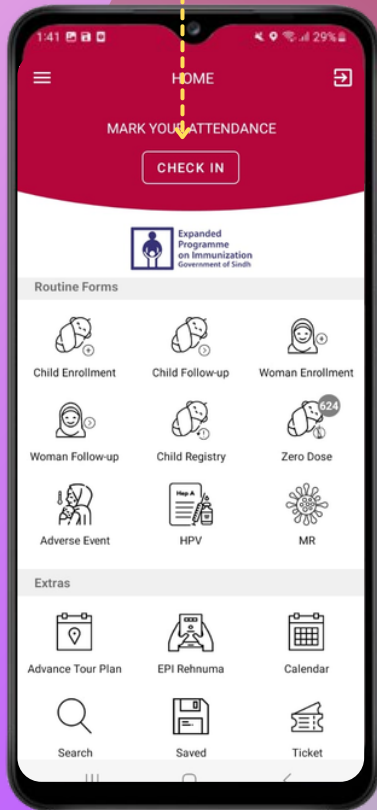 1:41 29%
HOME
MARK YOUR ATTENDANCE
CHECK IN
Expanded
Programme
on Immunization
Government of Sindh
Routine Forms
Child Enrollment Child Follow-up Woman Enrollment
624
Woman Follow-up Child Registry Zero Dose
Hep A
Adverse Event HPV MR
Extras
Advance Tour Plan EPI Rehnuma Calendar
Search Saved Ticket